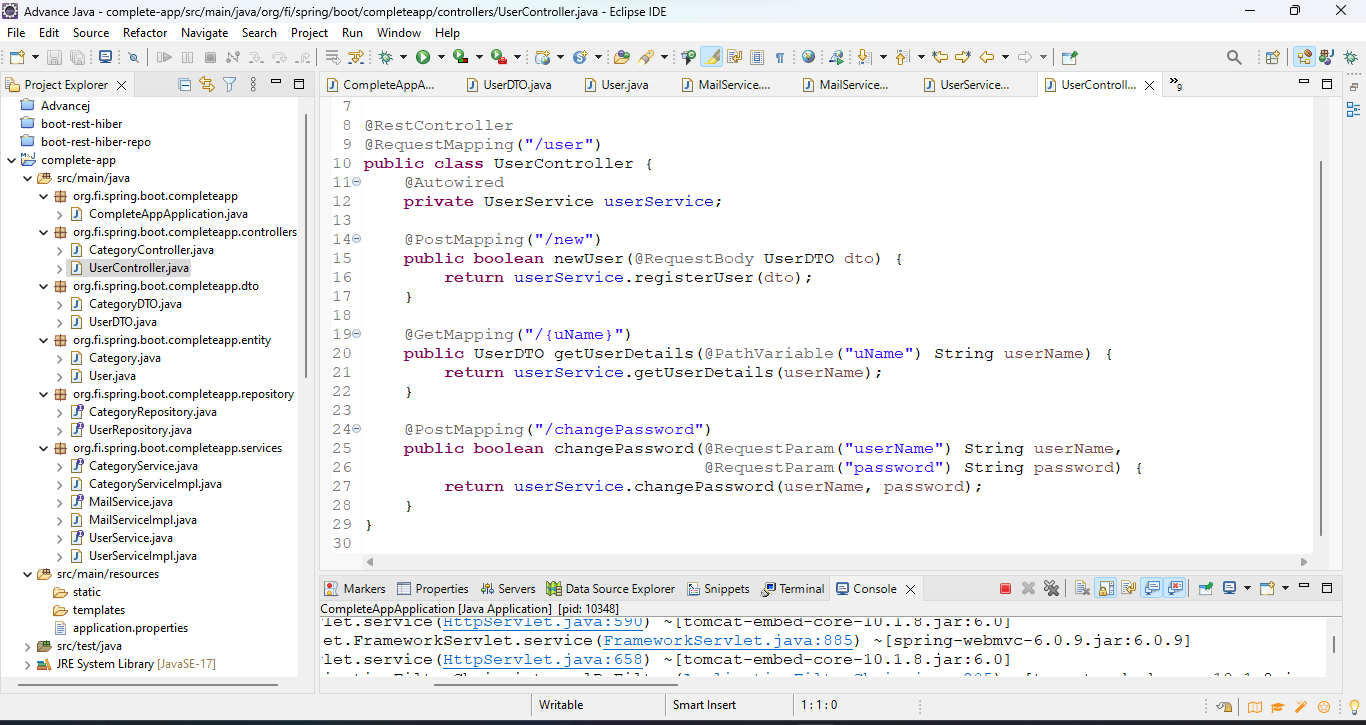 Advance Java - complete-app/src/main/java/org/fi/spring/boot/completeapp/controllers/UserController.java - Eclipse IDE
File Edit Source Refactor Navigate Search Project Run Window Help
Project Explorer
Advancej
boot-rest-hiber
boot-rest-hiber-repo
complete-app
src/main/java
org.fi.spring.boot.completeapp
CompleteAppApplication.java
org.fi.spring.boot.completeapp.controllers
CategoryController.java
UserController.java
org.fi.spring.boot.completeapp.dto
CategoryDTO.java
UserDTO.java
org.fi.spring.boot.completeapp.entity
Category.java
User.java
org.fi.spring.boot.completeapp.repository
CategoryRepository.java
UserRepository.java
org.fi.spring.boot.completeapp.services
CategoryService.java
CategoryServiceImpl.java
MailService.java
MailServiceImpl.java
UserService.java
UserServiceImpl.java
src/main/resources
static
templates
application.properties
src/test/java
JRE System Library [JavaSE-17]
CompleteAppA... UserDTO.java User.java MailService.... MailService... UserService... UserControll... »9
7
8 @RestController
9 @RequestMapping("/user")
10 public class UserController {
11 @Autowired
12 private UserService userService;
13
14 @PostMapping("/new")
15 public boolean newUser(@RequestBody UserDTO dto) {
16 return userService.registerUser(dto);
17 }
18
19 @GetMapping("/{uName}")
20 public UserDTO getUserDetails(@PathVariable("uName") String userName) {
21 return userService.getUserDetails(userName);
22 }
23
24 @PostMapping("/changePassword")
25 public boolean changePassword(@RequestParam("userName") String userName,
26 @RequestParam("password") String password) {
27 return userService.changePassword(userName, password);
28 }
29 }
30
Markers Properties Servers Data Source Explorer Snippets Terminal Console
CompleteAppApplication [Java Application] [pid: 10348]
let.service(HttpServlet.java:590) ~[tomcat-embed-core-10.1.8.jar:6.0]
et.FrameworkServlet.service(FrameworkServlet.java:885) ~[spring-webmvc-6.0.9.jar:6.0.9]
let.service(HttpServlet.java:658) ~[tomcat-embed-core-10.1.8.jar:6.0]
Writable Smart Insert 1:1:0